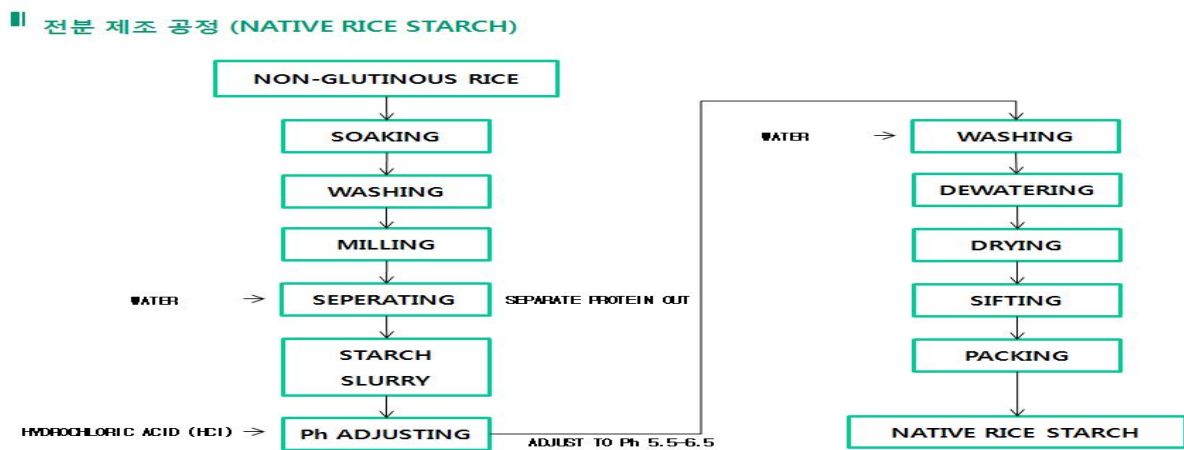 전분 제조 공정 (NATIVE RICE STARCH)
NON-GLUTINOUS RICE
SOAKING
WASHING
MILLING
WATER
SEPERATING
SEPARATE PROTEIN OUT
STARCH
SLURRY
HYDROCHLORIC ACID (HCl)
Ph ADJUSTING
ADJUST TO Ph 5.5-6.5
WATER
WASHING
DEWATERING
DRYING
SIFTING
PACKING
NATIVE RICE STARCH